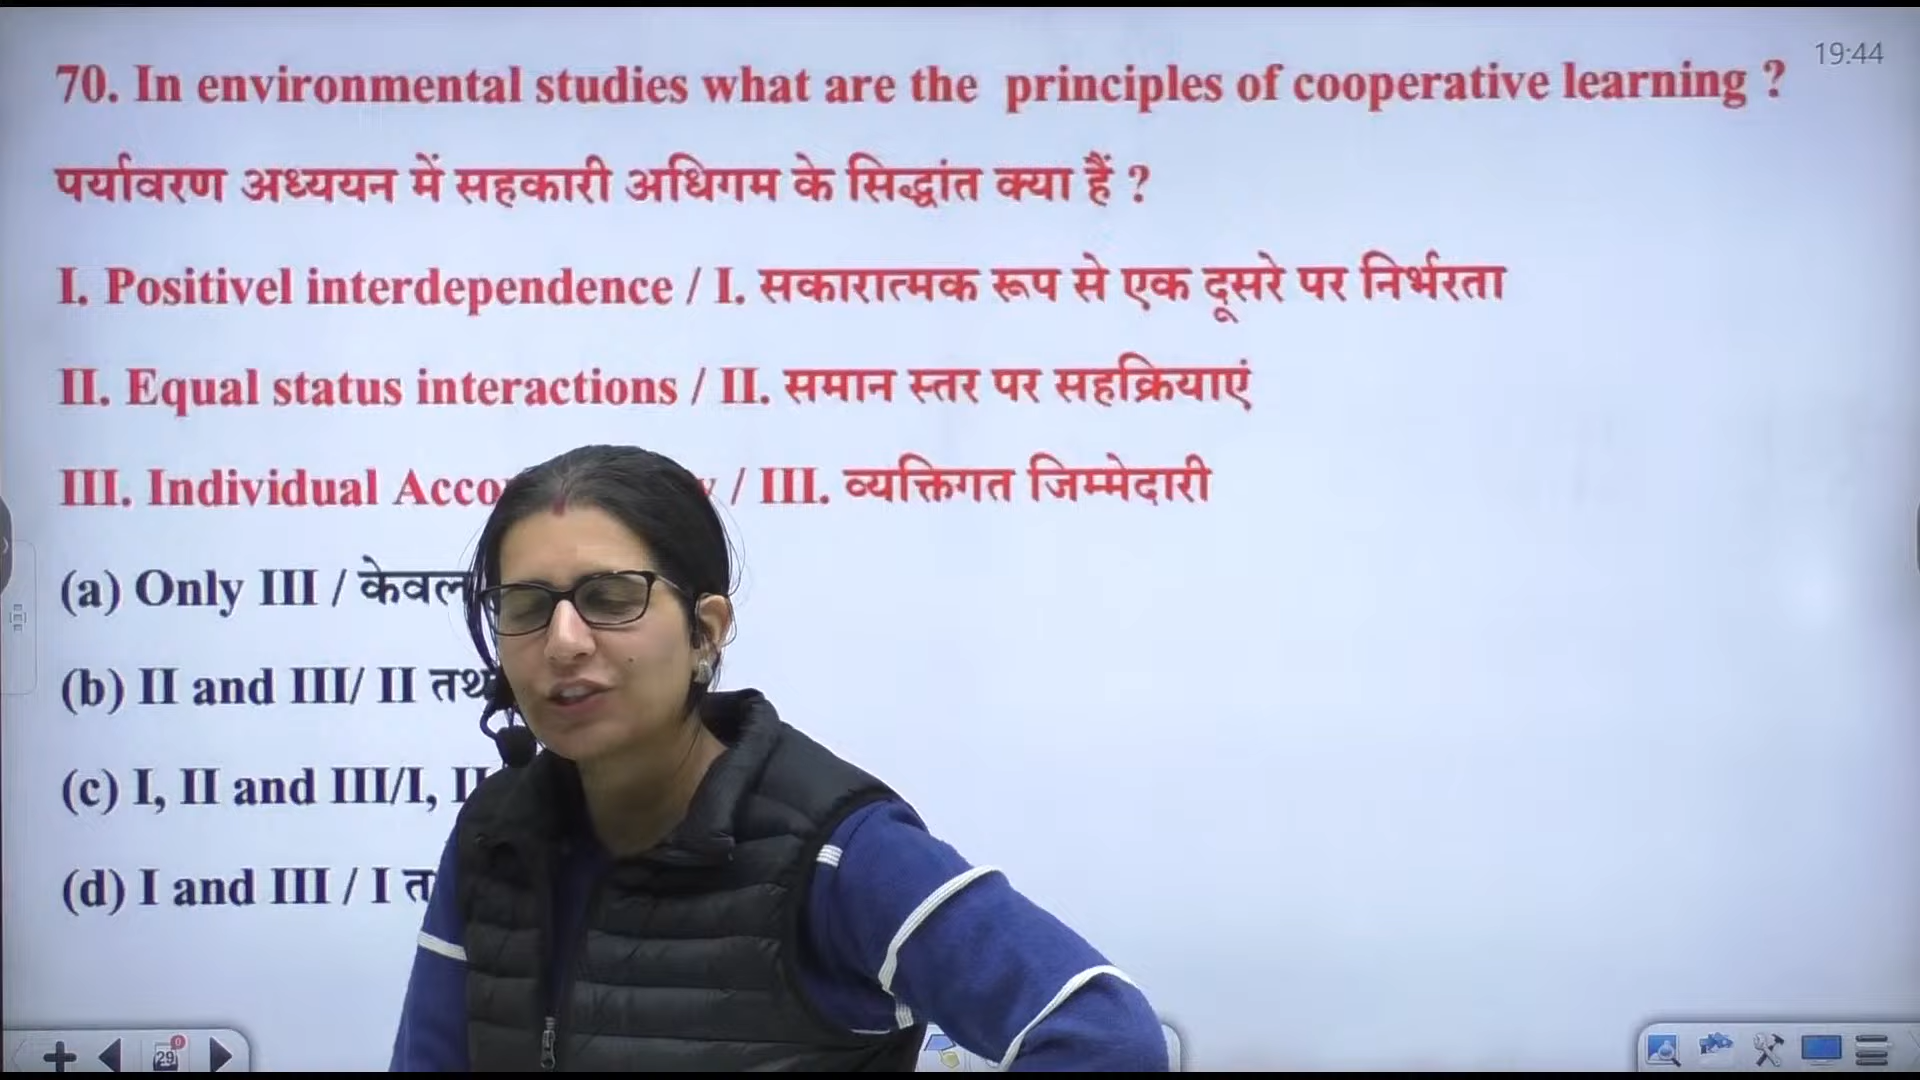 19:44
70. In environmental studies what are the principles of cooperative learning ?
पर्यावरण अध्ययन में सहकारी अधिगम के सिद्धांत क्या हैं ?
I. Positivel interdependence / I. सकारात्मक रूप से एक दूसरे पर निर्भरता
II. Equal status interactions / II. समान स्तर पर सहक्रियाएं
III. Individual / III. व्यक्तिगत जिम्मेदारी
(a) Only III / केवल
(b) II and III/ II
(c) I, II and III/I,
(d) I and III / I
29
0